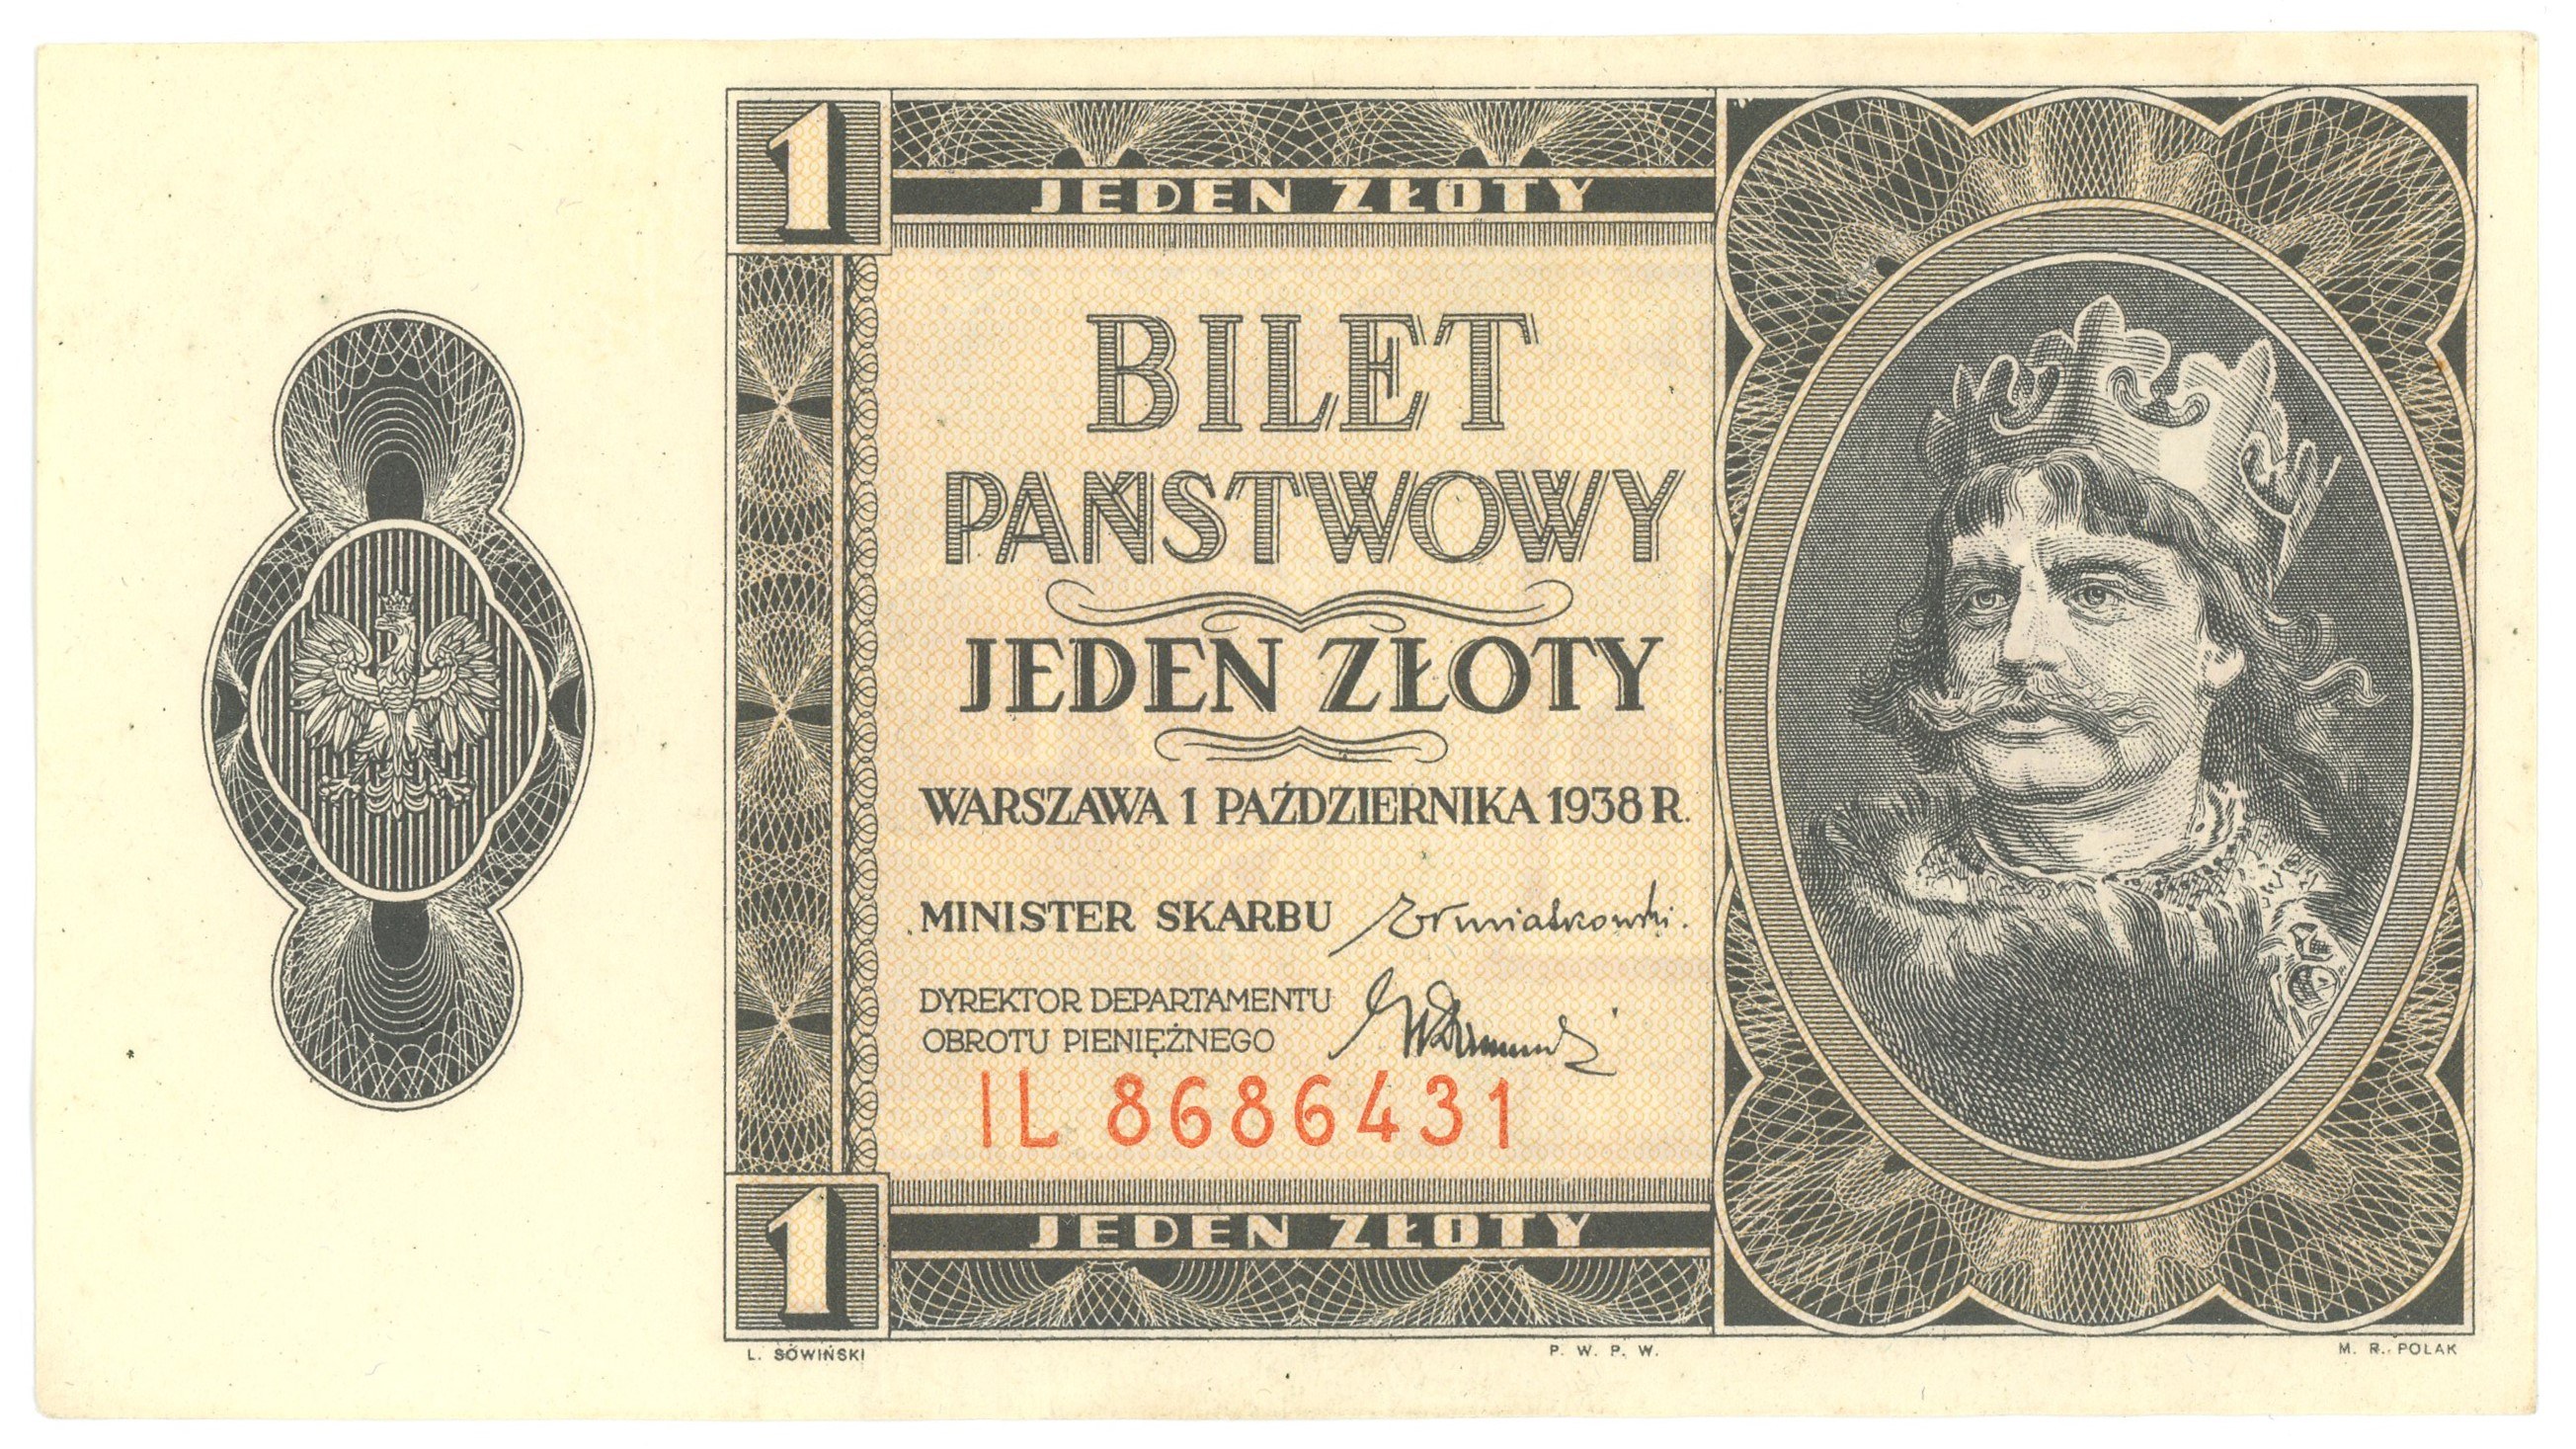 1
JEDEN ZŁOTY
BILET
PAŃSTWOWY
JEDEN ZŁOTY
WARSZAWA 1 PAŹDZIERNIKA 1938 R.
MINISTER SKARBU
DYREKTOR DEPARTAMENTU
OBROTU PIENIĘŻNEGO
IL 8686431
1
JEDEN ZŁOTY
L. SOWIŃSKI
P. W. P. W.
M. R. POLAK